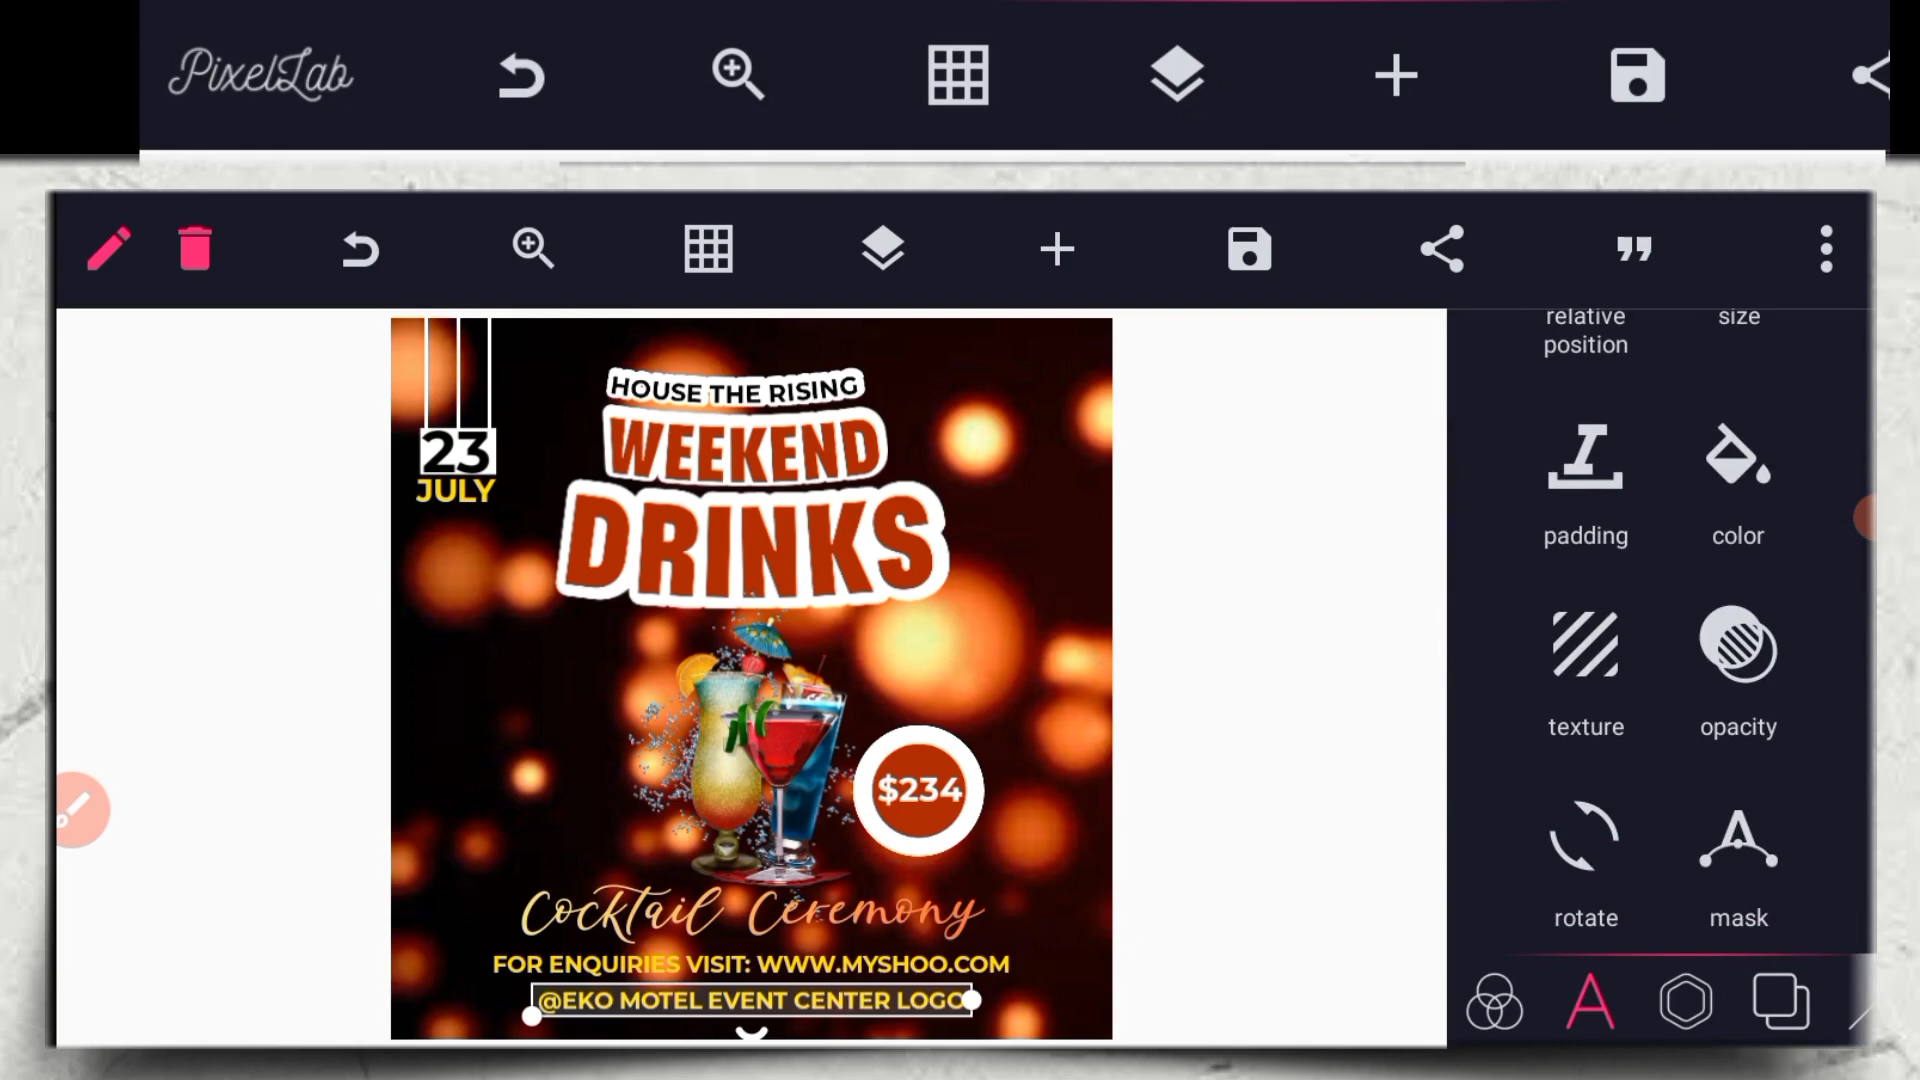 PixelLab
relative
position
size
HOUSE THE RISING
WEEKEND
DRINKS
23
JULY
padding
color
texture
opacity
$234
rotate
mask
Cocktail Ceremony
FOR ENQUIRIES VISIT: WWW.MYSHOO.COM
@EKO MOTEL EVENT CENTER LOGO